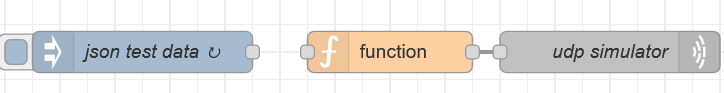 json test data ↻
function
udp simulator